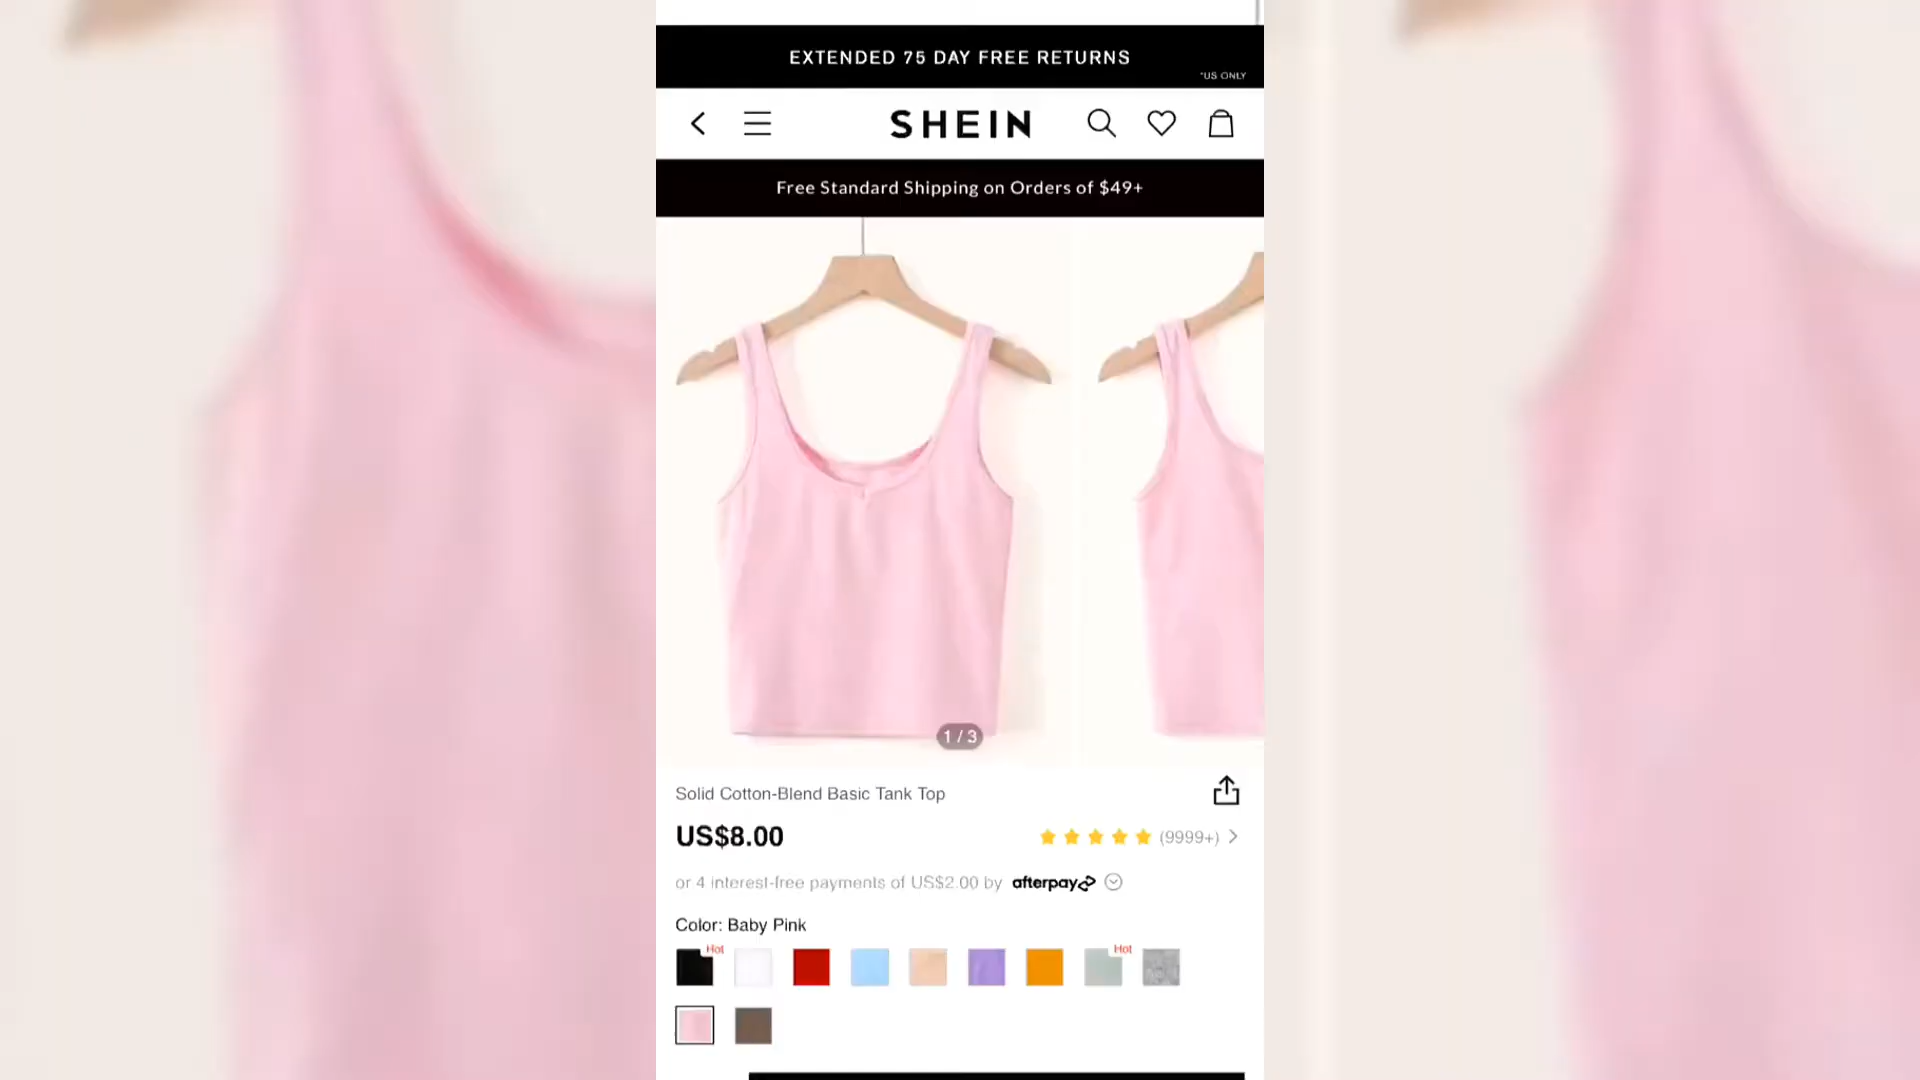 EXTENDED 75 DAY FREE RETURNS
*US ONLY
SHEIN
Free Standard Shipping on Orders of $49+
1 / 3
Solid Cotton-Blend Basic Tank Top
US$8.00
(9999+)
or 4 interest-free payments of US$2.00 by afterpay
Color: Baby Pink
Hot
Hot